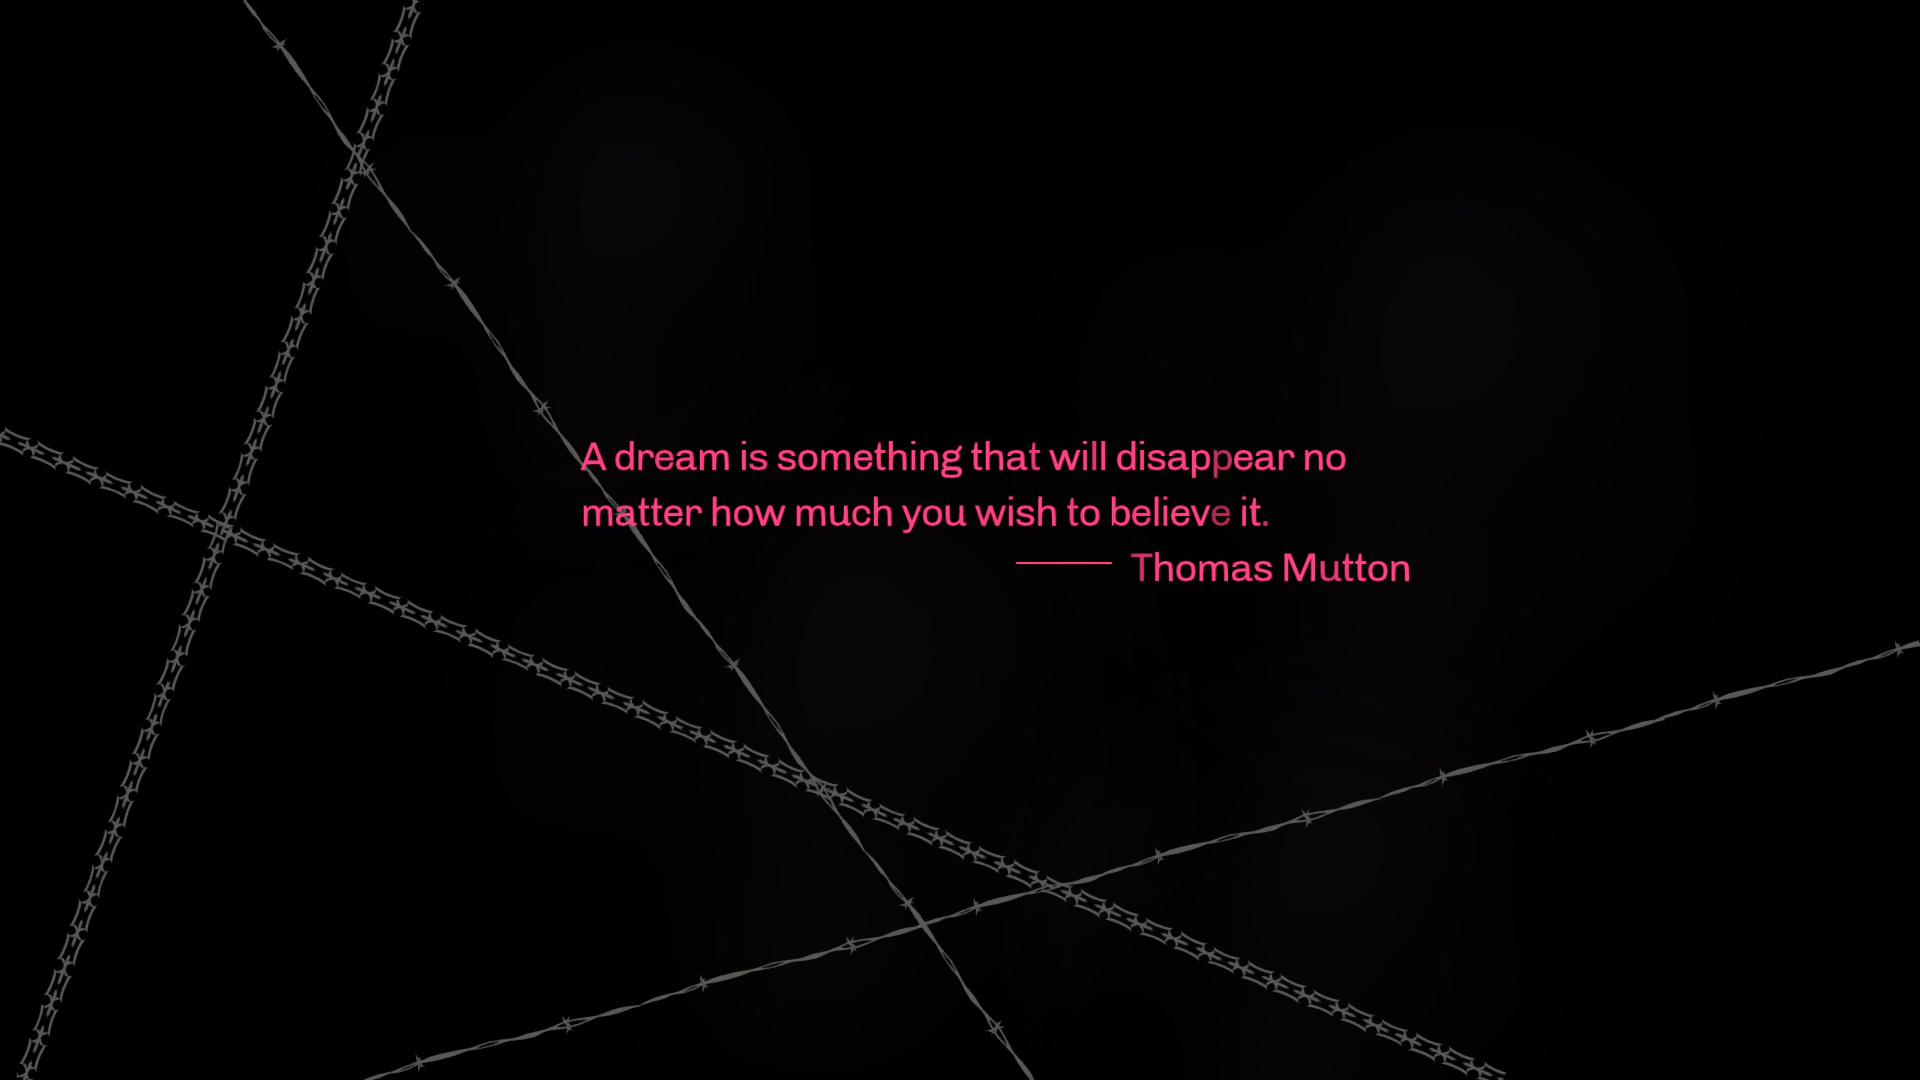 A dream is something that will disappear no
matter how much you wish to believe it.
Thomas Mutton